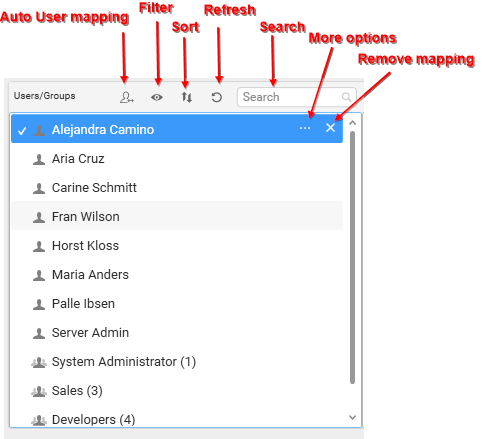 Auto User mapping
Filter
Sort
Refresh
Search
More options
Remove mapping
Users/Groups
Search
Alejandra Camino
Aria Cruz
Carine Schmitt
Fran Wilson
Horst Kloss
Maria Anders
Palle Ibsen
Server Admin
System Administrator (1)
Sales (3)
Developers (4)